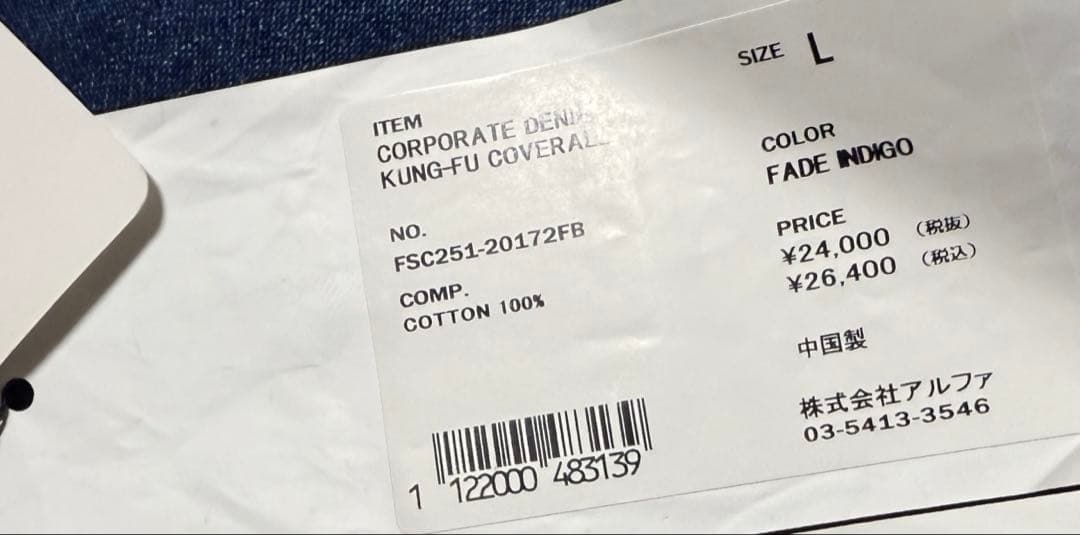 SIZE L
ITEM
CORPORATE DENIM
KUNG-FU COVERALL
COLOR
FADE INDIGO
NO.
FSC251-20172FB
PRICE
¥24,000 (税抜)
¥26,400 (税込)
COMP.
COTTON 100%
中国製
株式会社アルファ
03-5413-3546
1 122000 483139